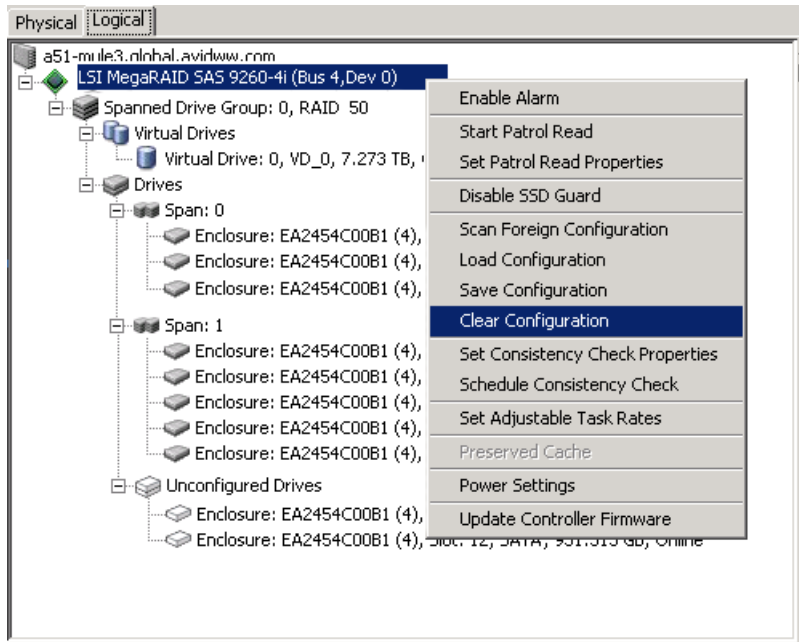 Physical Logical
a51-mule3.global.avidww.com
LSI MegaRAID SAS 9260-4i (Bus 4,Dev 0)
Spanned Drive Group: 0, RAID 50
Virtual Drives
Virtual Drive: 0, VD_0, 7.273 TB,
Drives
Span: 0
Enclosure: EA2454C00B1 (4),
Enclosure: EA2454C00B1 (4),
Enclosure: EA2454C00B1 (4),
Span: 1
Enclosure: EA2454C00B1 (4),
Enclosure: EA2454C00B1 (4),
Enclosure: EA2454C00B1 (4),
Enclosure: EA2454C00B1 (4),
Enclosure: EA2454C00B1 (4),
Unconfigured Drives
Enclosure: EA2454C00B1 (4),
Enclosure: EA2454C00B1 (4), Slot: 12, SATA, 931.513 GB, Online
Enable Alarm
Start Patrol Read
Set Patrol Read Properties
Disable SSD Guard
Scan Foreign Configuration
Load Configuration
Save Configuration
Clear Configuration
Set Consistency Check Properties
Schedule Consistency Check
Set Adjustable Task Rates
Preserved Cache
Power Settings
Update Controller Firmware